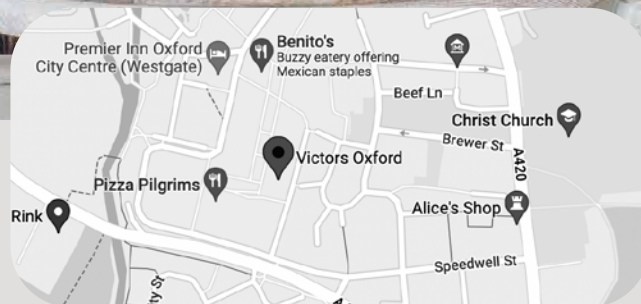 Premier Inn Oxford
City Centre (Westgate)
Benito's
Buzzy eatery offering
Mexican staples
Beef Ln
Christ Church
Brewer St
A420
Victors Oxford
Pizza Pilgrims
Rink
Alice's Shop
Speedwell St